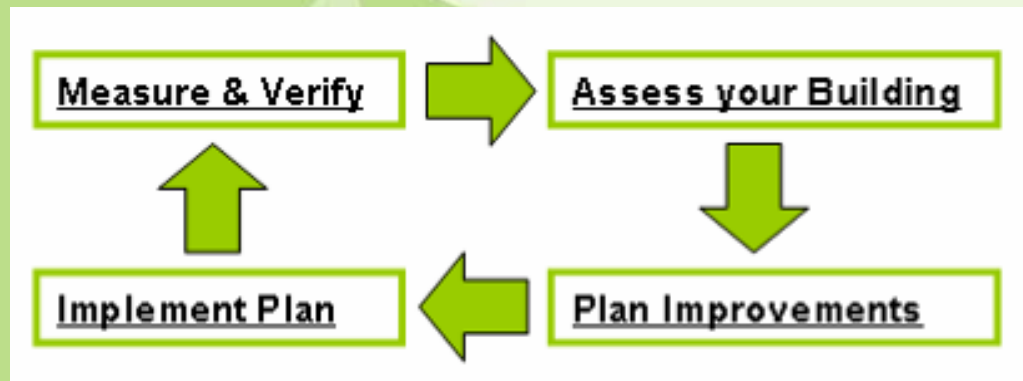 Measure & Verify
Assess your Building
Implement Plan
Plan Improvements